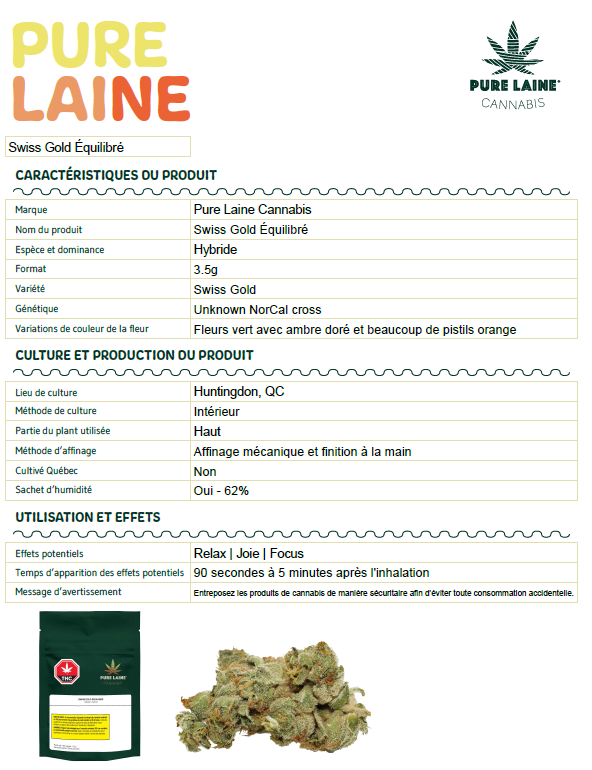 PURE
LAINE
PURE LAINE
CANNABIS
Swiss Gold Équilibré
CARACTÉRISTIQUES DU PRODUIT
Marque Pure Laine Cannabis
Nom du produit Swiss Gold Équilibré
Espèce et dominance Hybride
Format 3.5g
Variété Swiss Gold
Génétique Unknown NorCal cross
Variations de couleur de la fleur Fleurs vert avec ambre doré et beaucoup de pistils orange
CULTURE ET PRODUCTION DU PRODUIT
Lieu de culture Huntingdon, QC
Méthode de culture Intérieur
Partie du plant utilisée Haut
Méthode d'affinage Affinage mécanique et finition à la main
Cultivé Québec Non
Sachet d'humidité Oui - 62%
UTILISATION ET EFFETS
Effets potentiels Relax | Joie | Focus
Temps d'apparition des effets potentiels 90 secondes à 5 minutes après l'inhalation
Message d'avertissement Entreposez les produits de cannabis de manière sécuritaire afin d'éviter toute consommation accidentelle.
THC
PURE LAINE